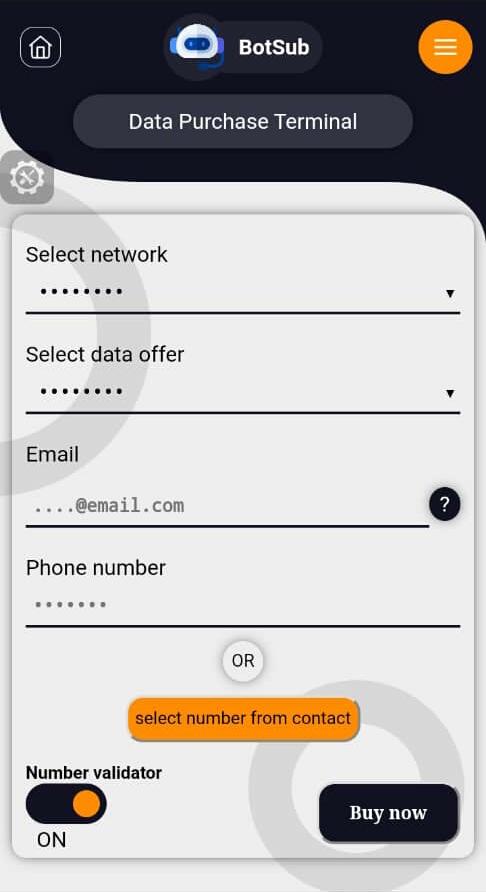 BotSub
Data Purchase Terminal
Select network
••••••••
Select data offer
••••••••
Email
....@email.com
?
Phone number
•••••••
OR
select number from contact
Number validator
ON
Buy now